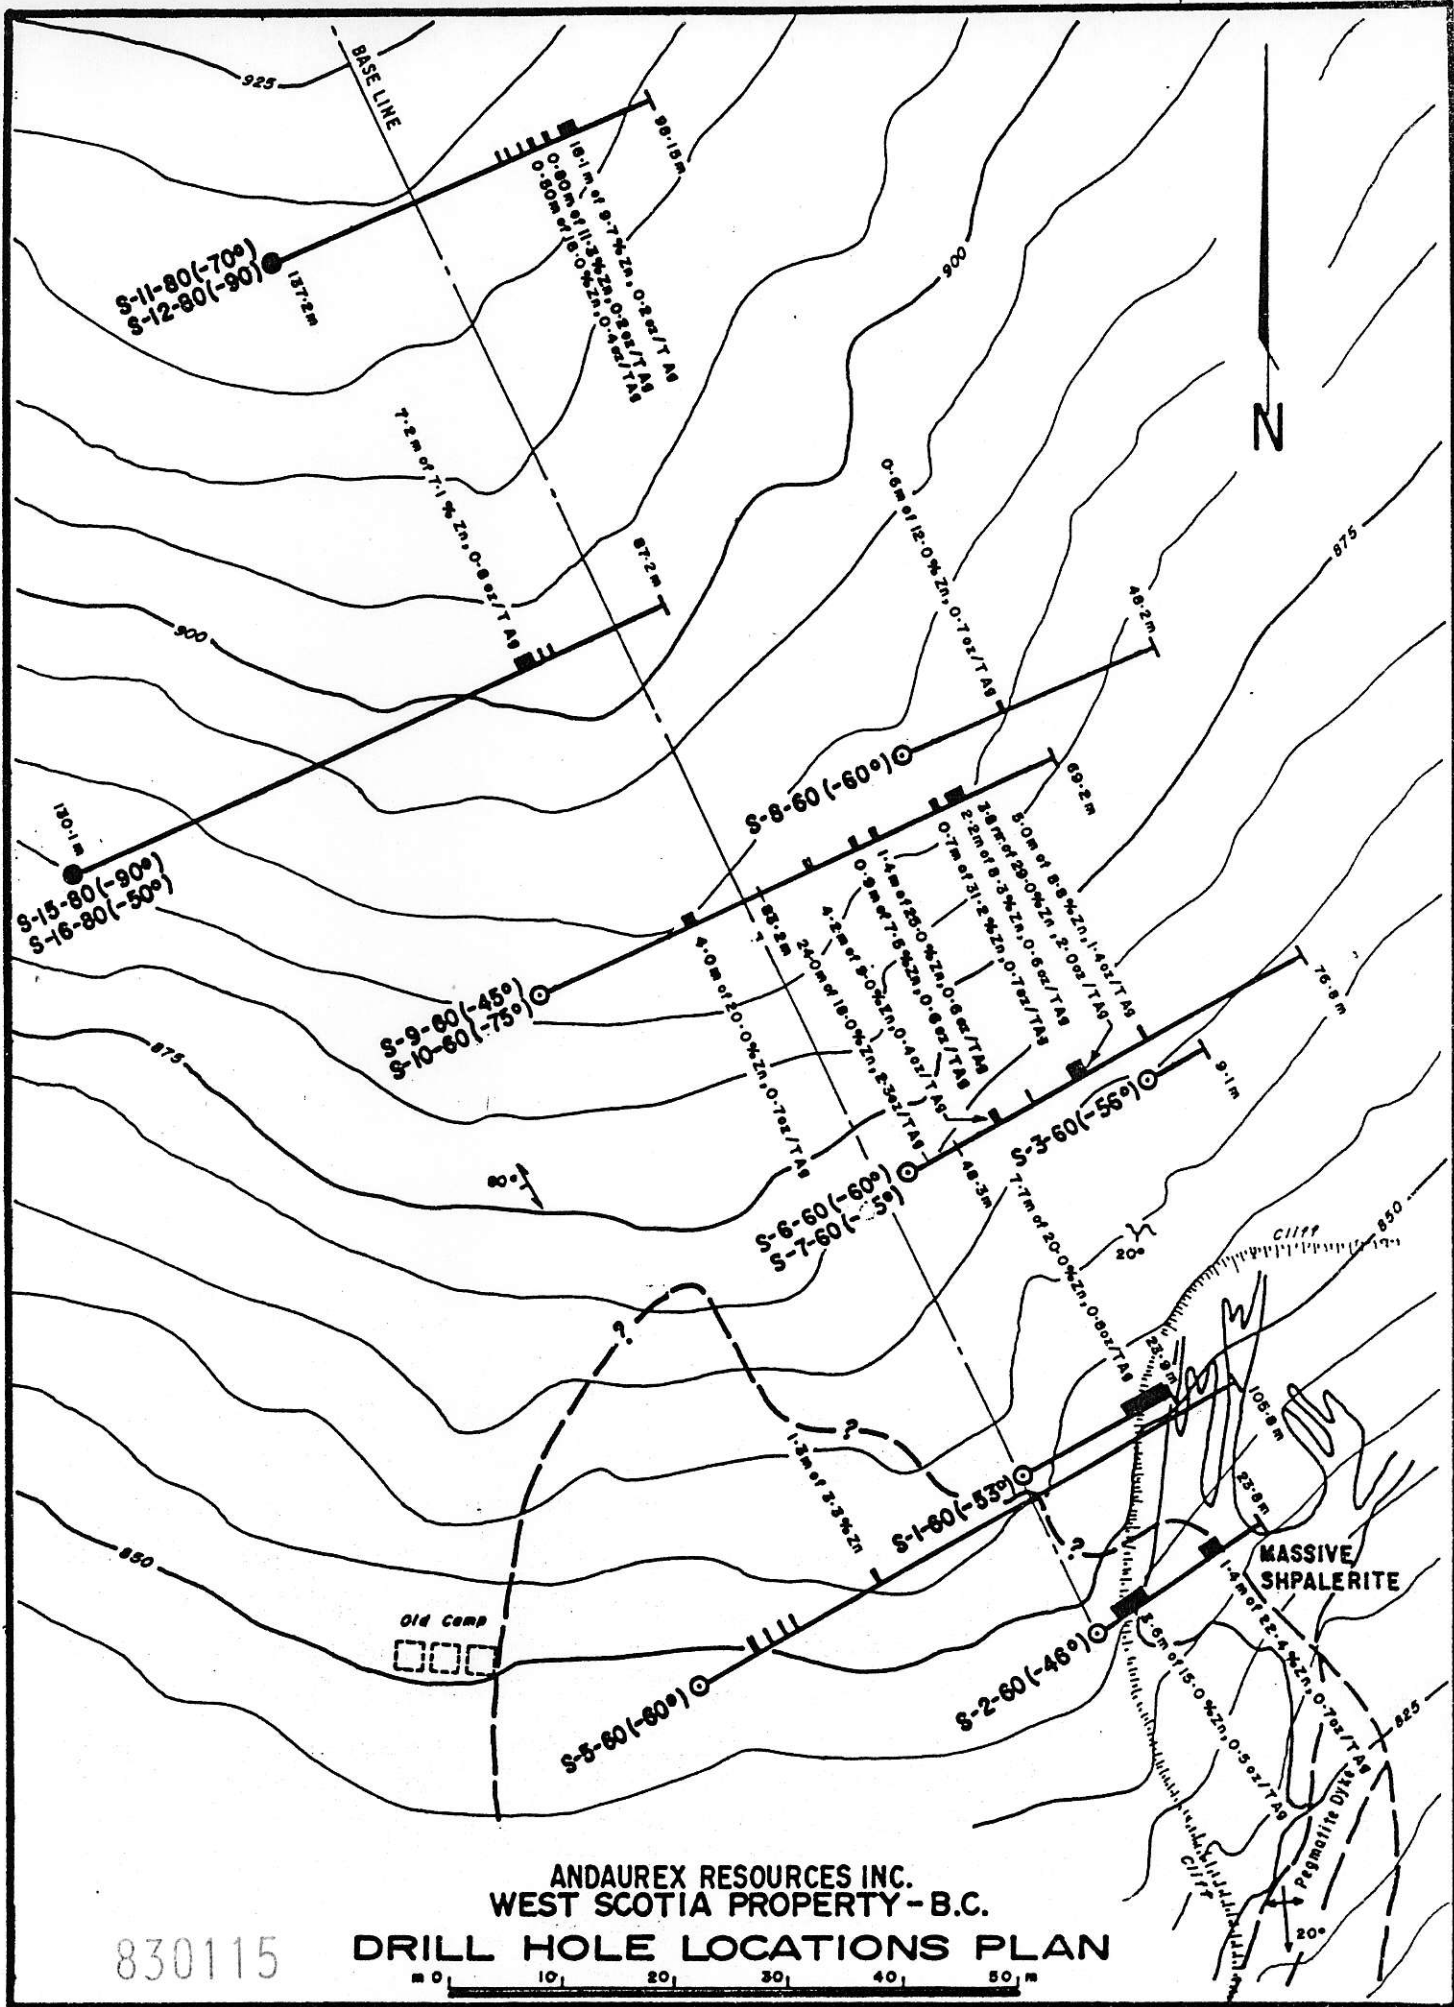 925
BASE LINE
96.15m
16.1m of 9.7% Zn, 0.2oz/T Ag
0.80m of 11.3% Zn, 0.2oz/T Ag
0.50m of 16.0% Zn, 0.4oz/T Ag
S-11-80(-70°)
S-12-80(-90)
137.2m
900
N
7.2m of 7.1% Zn, 0.8oz/T Ag
87.2m
0.6m of 12.0% Zn, 0.7oz/T Ag
875
900
48.2m
S-8-60(-60°)
130.1m
S-15-80(-90°)
S-16-80(-50°)
69.2m
5.0m of 8.8% Zn, 1.4oz/T Ag
3.8m of 29.0% Zn, 2.0oz/T Ag
2.2m of 8.3% Zn, 0.6oz/T Ag
0.7m of 31.2% Zn, 0.7oz/T Ag
1.4m of 25.0% Zn, 0.6oz/T Ag
0.9m of 7.5% Zn, 0.6oz/T Ag
4.2m of 9.0% Zn, 0.4oz/T Ag
24.0m of 18.0% Zn, 2.3oz/T Ag
93.2m
4.0m of 20.0% Zn, 0.7oz/T Ag
S-9-60(-45°)
S-10-60(-75°)
76.8m
875
9.1m
S-3-60(-56°)
80°
48.3m
S-6-60(-60°)
S-7-60(-
7.7m of 20.0% Zn, 0.8oz/T Ag
20°
Cliff
850
?
23.9m
105.8m
?
1.3m of 3.3% Zn
S-1-60(-53°)
23.8m
?
MASSIVE
SHPALERITE
850
Old Camp
1.4m of 22.4% Zn, 0.7oz/T Ag
3.6m of 15.0% Zn, 0.5oz/T Ag
S-2-60(-46°)
S-5-60(-60°)
825
Pegmatite Dyke
Cliff
20°
ANDAUREX RESOURCES INC.
WEST SCOTIA PROPERTY - B.C.
DRILL HOLE LOCATIONS PLAN
830115
m 0 10 20 30 40 50 m